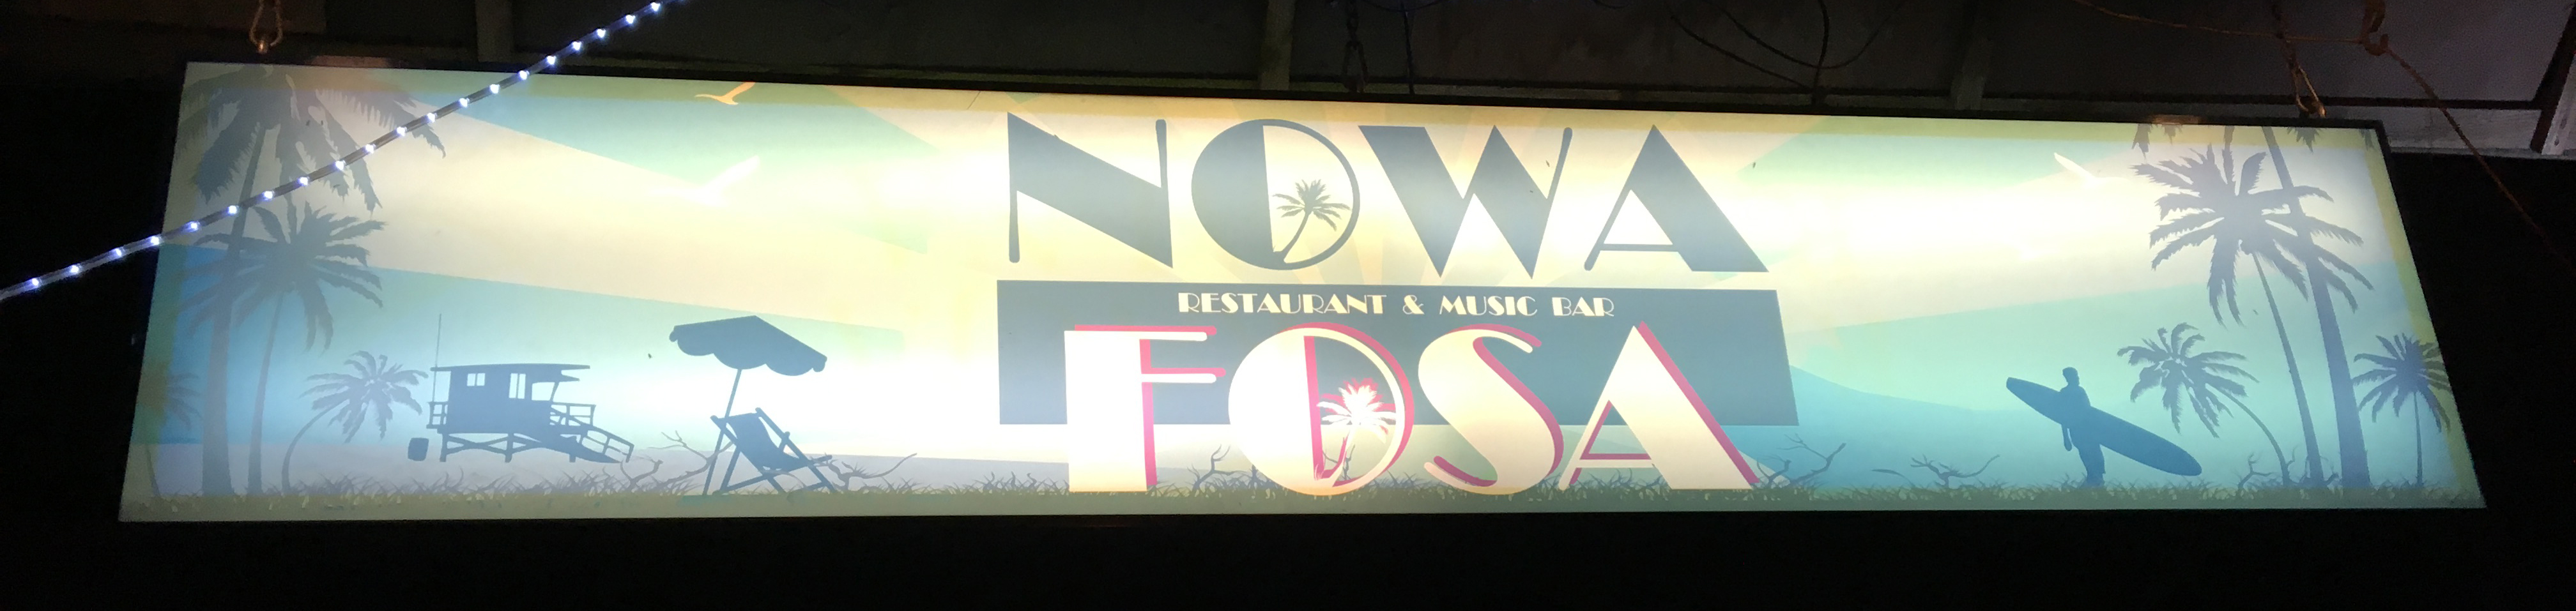 NOWA
RESTAURANT & MUSIC BAR
FOSA